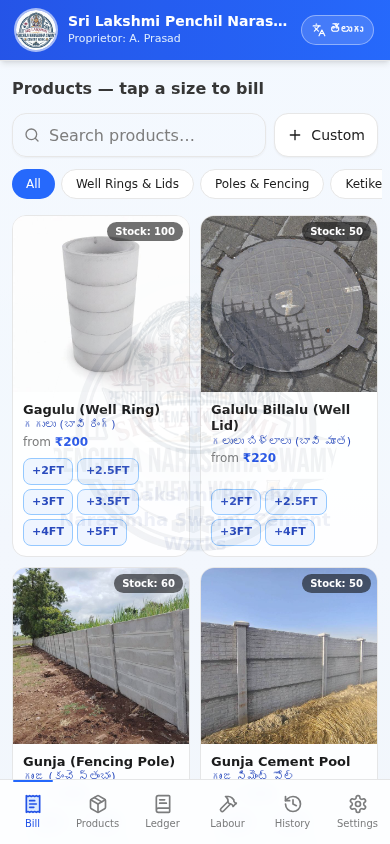 Sri Lakshmi Penchil Naras...
Proprietor: A. Prasad
తెలుగు
Products — tap a size to bill
Search products...
Custom
All
Well Rings & Lids
Poles & Fencing
Ketike
Stock: 100
Stock: 50
Gagulu (Well Ring)
గగులు (బావి రింగ్)
from ₹200
+2FT
+2.5FT
+3FT
+3.5FT
+4FT
+5FT
Galulu Billalu (Well Lid)
గలులు బిళ్లాలు (బావి మూత)
from ₹220
+2FT
+2.5FT
+3FT
+4FT
Stock: 60
Stock: 50
Gunja (Fencing Pole)
గుంజ (కంచె స్తంభం)
Gunja Cement Pool
గుంజ సిమెంట్ పోల్
Bill
Products
Ledger
Labour
History
Settings